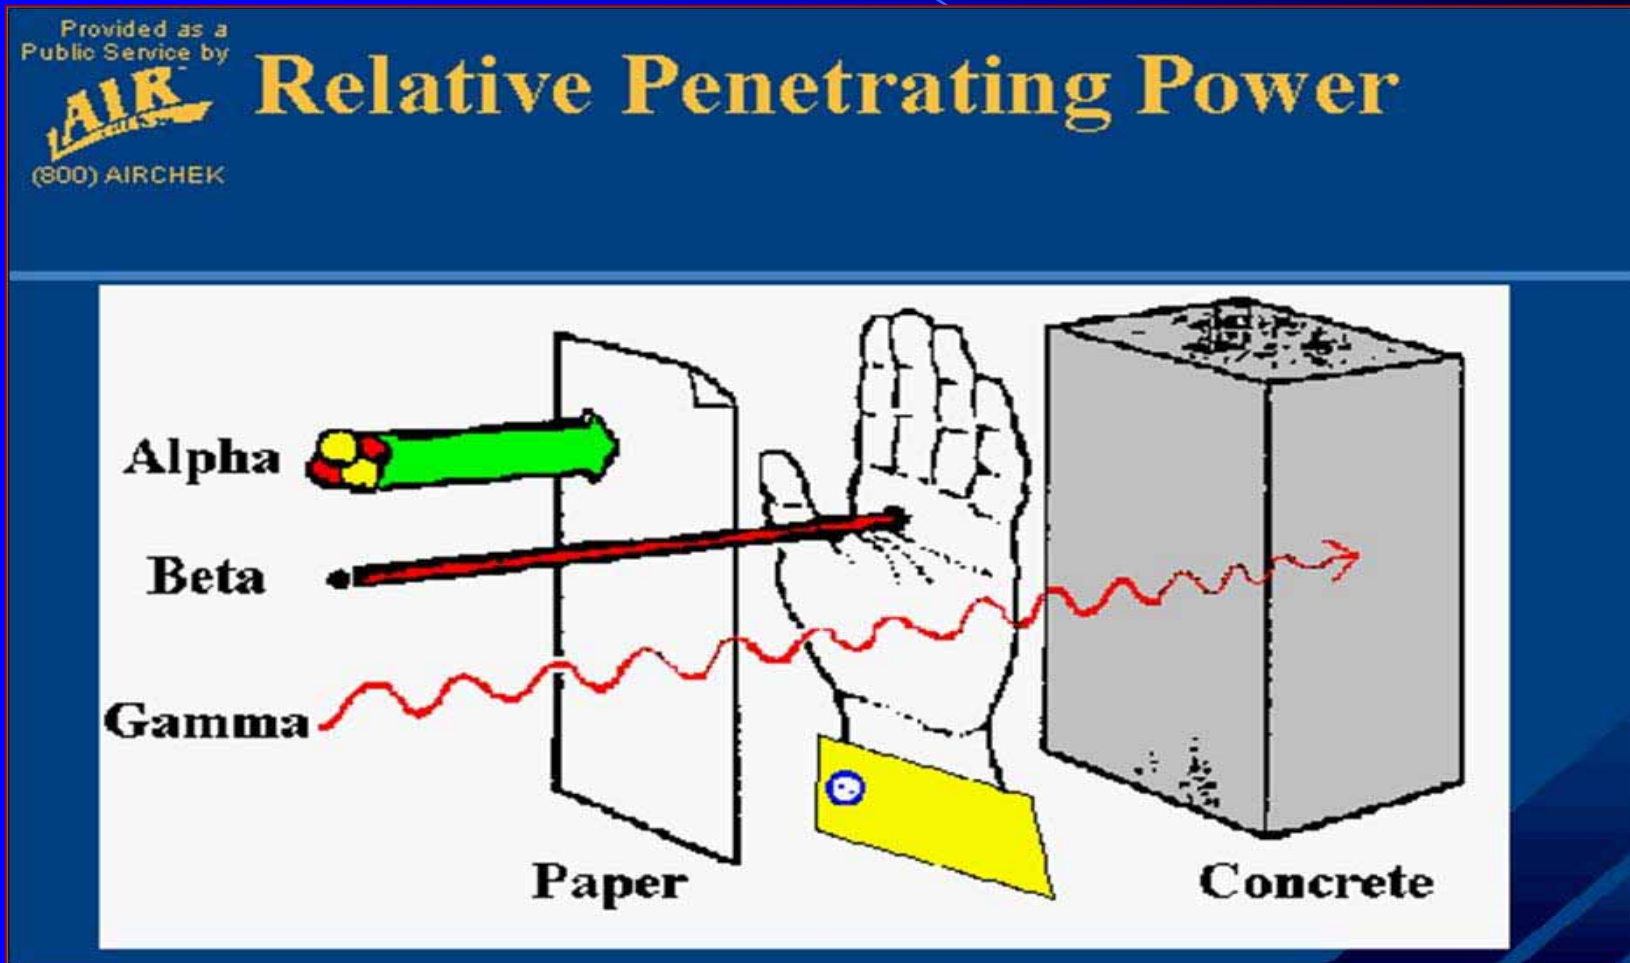 Provided as a
Public Service by
AIR
(800) AIRCHEK
Relative Penetrating Power
Alpha
Beta
Gamma
Paper
Concrete